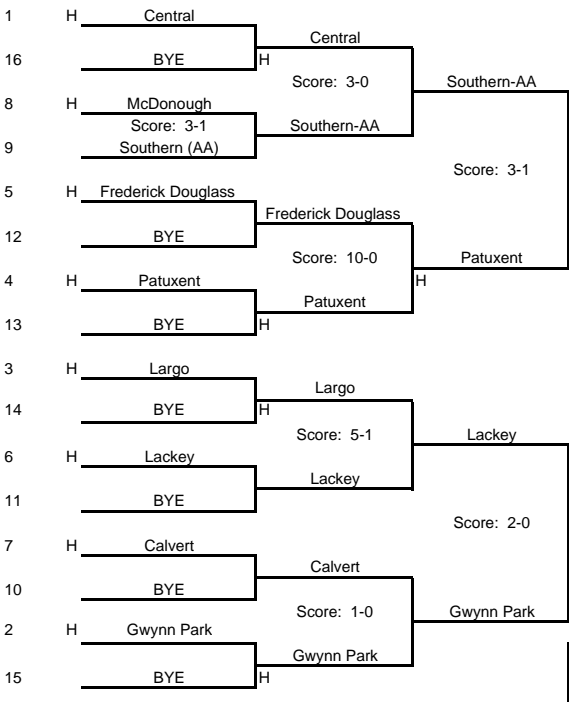 1 H Central
Central
16 BYE H
Score: 3-0 Southern-AA
8 H McDonough
Score: 3-1 Southern-AA
9 Southern (AA)
Score: 3-1
5 H Frederick Douglass
Frederick Douglass
12 BYE
Score: 10-0 Patuxent
4 H Patuxent H
Patuxent
13 BYE H
3 H Largo
Largo
14 BYE H
Score: 5-1 Lackey
6 H Lackey
Lackey
11 BYE
Score: 2-0
7 H Calvert
Calvert
10 BYE
Score: 1-0 Gwynn Park
2 H Gwynn Park
Gwynn Park
15 BYE H